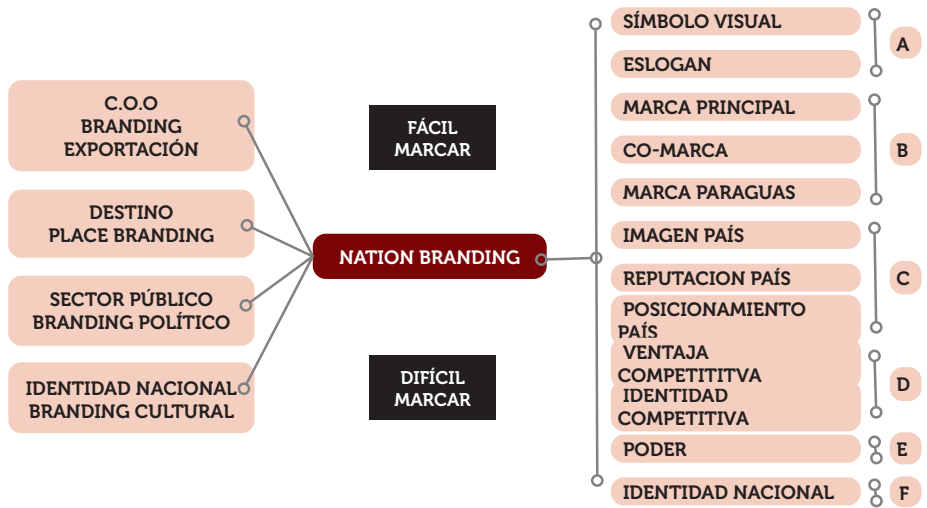 C.O.O
BRANDING
EXPORTACIÓN
DESTINO
PLACE BRANDING
SECTOR PÚBLICO
BRANDING POLÍTICO
IDENTIDAD NACIONAL
BRANDING CULTURAL
FÁCIL
MARCAR
NATION BRANDING
DIFÍCIL
MARCAR
SÍMBOLO VISUAL
ESLOGAN
A
MARCA PRINCIPAL
CO-MARCA
MARCA PARAGUAS
B
IMAGEN PAÍS
REPUTACION PAÍS
POSICIONAMIENTO
PAÍS
C
VENTAJA
COMPETITITVA
IDENTIDAD
COMPETITIVA
D
PODER
E
IDENTIDAD NACIONAL
F